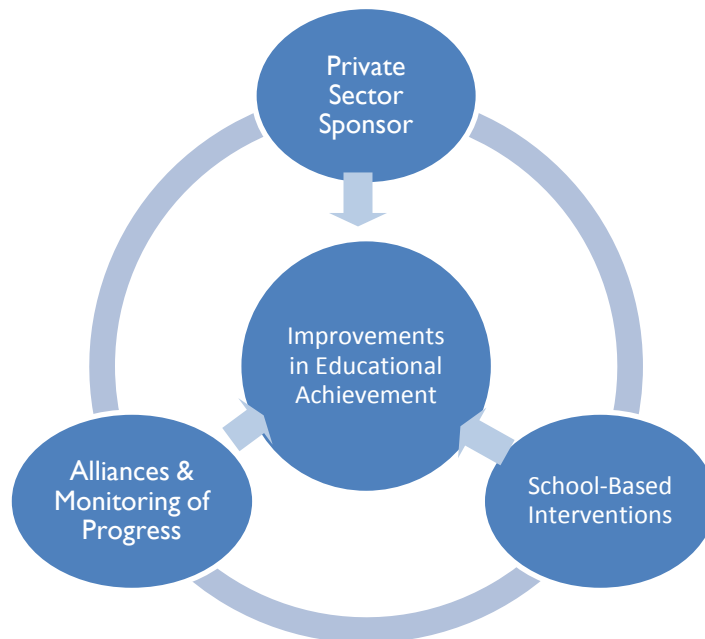 Private
Sector
Sponsor
Improvements
in Educational
Achievement
Alliances &
Monitoring of
Progress
School-Based
Interventions